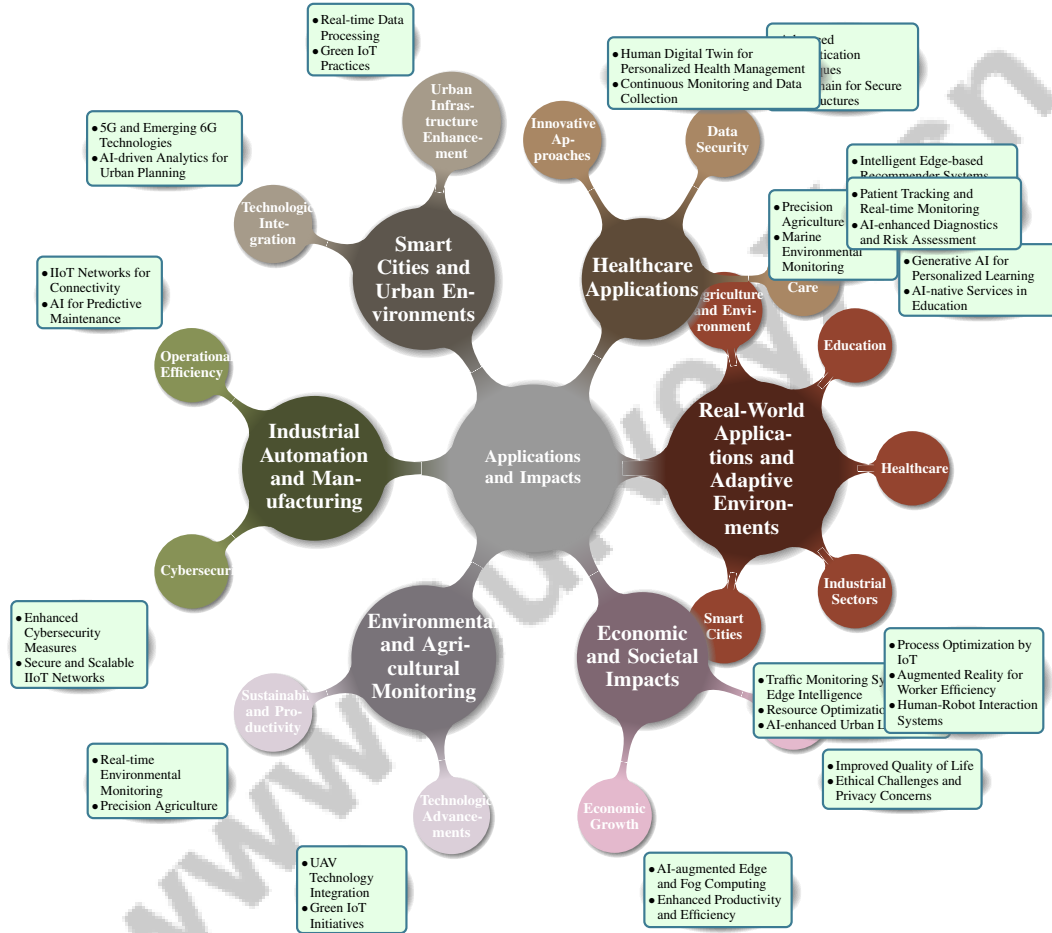 ● Real-time Data
Processing
● Green IoT
Practices
Urban
Infras-
tructure
Enhance-
ment
● 5G and Emerging 6G
Technologies
● AI-driven Analytics for
Urban Planning
Technologic
Inte-
gration
Smart
Cities and
Urban En-
vironments
● Human Digital Twin for
Personalized Health Management
● Continuous Monitoring and Data
Collection
for Secure
Innovative
Ap-
proaches
Data
Security
Healthcare
Applications
Care
● Intelligent Edge-based
Recommender Systems
● Patient Tracking and
Real-time Monitoring
● AI-enhanced Diagnostics
and Risk Assessment
● Precision
Agriculture
● Marine
Environmental
Monitoring
● Generative AI for
Personalized Learning
● AI-native Services in
Education
● IIoT Networks for
Connectivity
● AI for Predictive
Maintenance
Operational
Efficiency
Industrial
Automation
and Man-
ufacturing
Cybersecuri
● Enhanced
Cybersecurity
Measures
● Secure and Scalable
IIoT Networks
Applications
and Impacts
griculture
and Envi-
ronment
Education
Real-World
Applica-
tions and
Adaptive
Environ-
ments
Healthcare
Industrial
Sectors
Smart
Cities
● Process Optimization by
IoT
● Augmented Reality for
Worker Efficiency
● Human-Robot Interaction
Systems
● Traffic Monitoring Sy
Edge Intelligence
● Resource Optimization
● AI-enhanced Urban L
Environmental
and Agri-
cultural
Monitoring
Sustainabi
and Pro-
ductivity
● Real-time
Environmental
Monitoring
● Precision Agriculture
Technologic
Advance-
ments
● UAV
Technology
Integration
● Green IoT
Initiatives
Economic
and Societal
Impacts
● Improved Quality of Life
● Ethical Challenges and
Privacy Concerns
Economic
Growth
● AI-augmented Edge
and Fog Computing
● Enhanced Productivity
and Efficiency